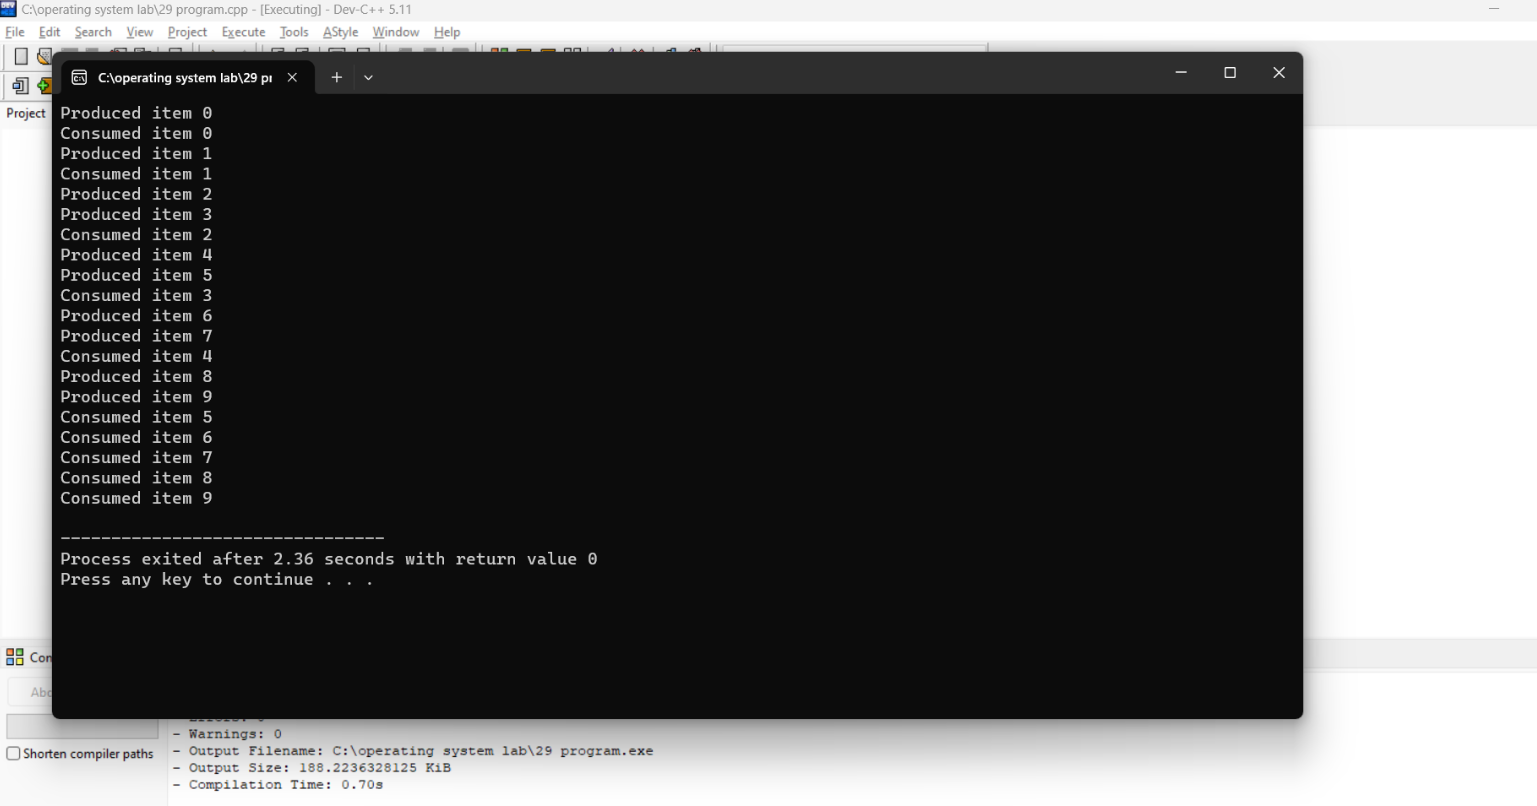 C:\operating system lab\29 program.cpp - [Executing] - Dev-C++ 5.11
File Edit Search View Project Execute Tools AStyle Window Help
C:\operating system lab\29
Project
Produced item 0
Consumed item 0
Produced item 1
Consumed item 1
Produced item 2
Produced item 3
Consumed item 2
Produced item 4
Produced item 5
Consumed item 3
Produced item 6
Produced item 7
Consumed item 4
Produced item 8
Produced item 9
Consumed item 5
Consumed item 6
Consumed item 7
Consumed item 8
Consumed item 9
--------------------------------
Process exited after 2.36 seconds with return value 0
Press any key to continue . . .
- Warnings: 0
- Output Filename: C:\operating system lab\29 program.exe
- Output Size: 188.2236328125 KiB
- Compilation Time: 0.70s
Shorten compiler paths